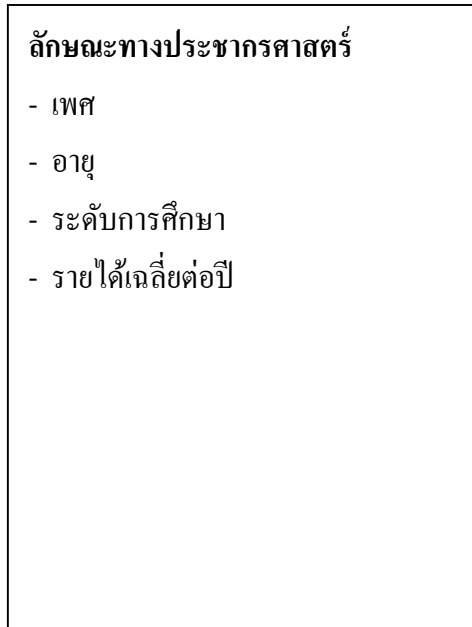 ลักษณะทางประชากรศาสตร์
- เพศ
- อายุ
- ระดับการศึกษา
- รายได้เฉลี่ยต่อปี